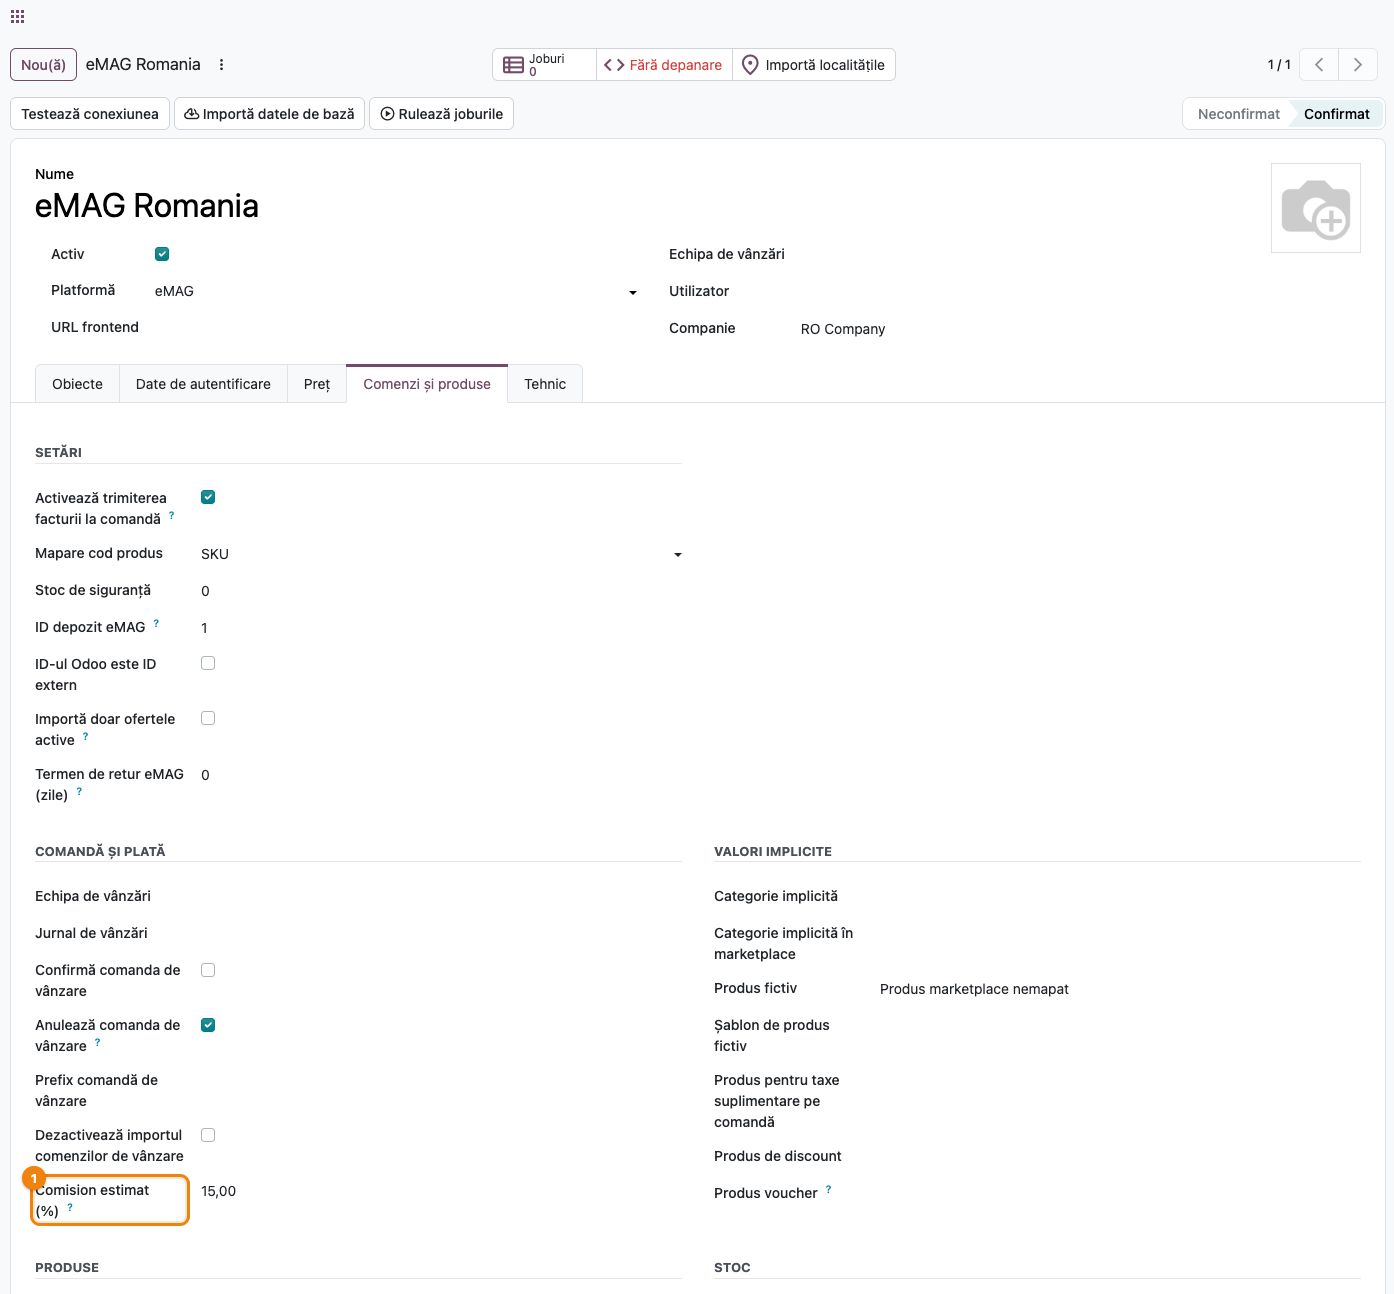 Nou(ă)
eMAG Romania
Joburi
0
Fără depanare
Importă localitățile
1 / 1
Testează conexiunea
Importă datele de bază
Rulează joburile
Neconfirmat
Confirmat
Nume
eMAG Romania
Activ
Echipa de vânzări
Platformă
eMAG
Utilizator
URL frontend
Companie
RO Company
Obiecte
Date de autentificare
Preț
Comenzi și produse
Tehnic
SETĂRI
Activează trimiterea
facturii la comandă ?
Mapare cod produs
SKU
Stoc de siguranță
0
ID depozit eMAG ?
1
ID-ul Odoo este ID
extern
Importă doar ofertele
active ?
Termen de retur eMAG
(zile) ?
0
COMANDĂ ȘI PLATĂ
Echipa de vânzări
Jurnal de vânzări
Confirmă comanda de
vânzare
Anulează comanda de
vânzare ?
Prefix comandă de
vânzare
Dezactivează importul
comenzilor de vânzare
1
Comision estimat
(%) ?
15,00
VALORI IMPLICITE
Categorie implicită
Categorie implicită în
marketplace
Produs fictiv
Produs marketplace nemapat
Șablon de produs
fictiv
Produs pentru taxe
suplimentare pe
comandă
Produs de discount
Produs voucher ?
PRODUSE
STOC